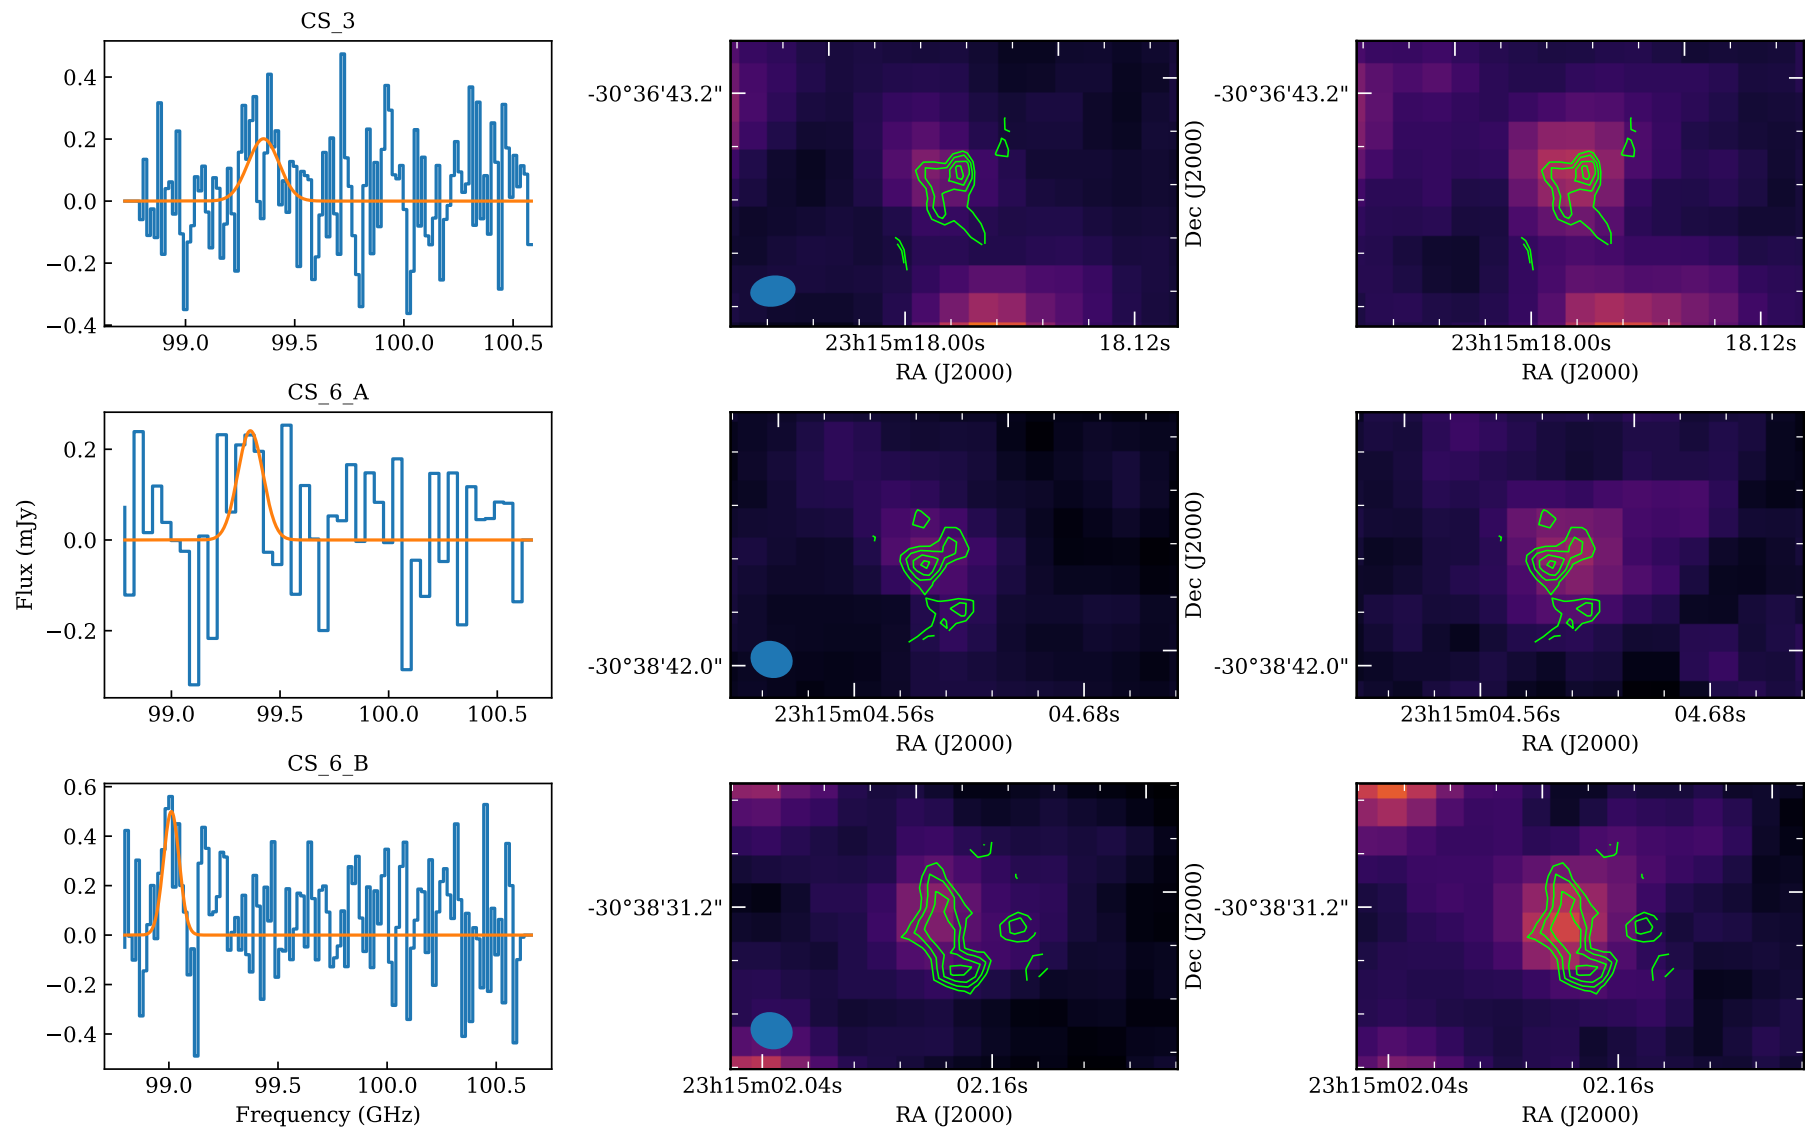 CS_3
0.4
0.2
0.0
−0.2
−0.4
99.0 99.5 100.0 100.5
-30°36'43.2"
23h15m18.00s 18.12s
RA (J2000)
Dec (J2000)
-30°36'43.2"
23h15m18.00s 18.12s
RA (J2000)
CS_6_A
Flux (mJy)
0.2
0.0
−0.2
99.0 99.5 100.0 100.5
-30°38'42.0"
23h15m04.56s 04.68s
RA (J2000)
Dec (J2000)
-30°38'42.0"
23h15m04.56s 04.68s
RA (J2000)
CS_6_B
0.6
0.4
0.2
0.0
−0.2
−0.4
99.0 99.5 100.0 100.5
Frequency (GHz)
-30°38'31.2"
23h15m02.04s 02.16s
RA (J2000)
Dec (J2000)
-30°38'31.2"
23h15m02.04s 02.16s
RA (J2000)